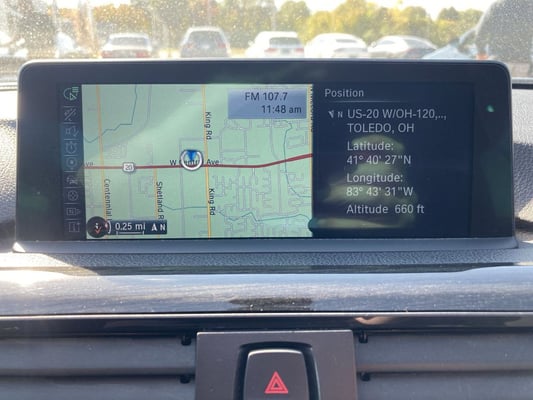 FM 107.7
11:48 am
King Rd
W Central Ave
20
Centennial
Shetland R
King Rd
0.25 mi
N
Position
N US-20 W/OH-120,..,
TOLEDO, OH
Latitude:
41° 40' 27"N
Longitude:
83° 43' 31"W
Altitude 660 ft